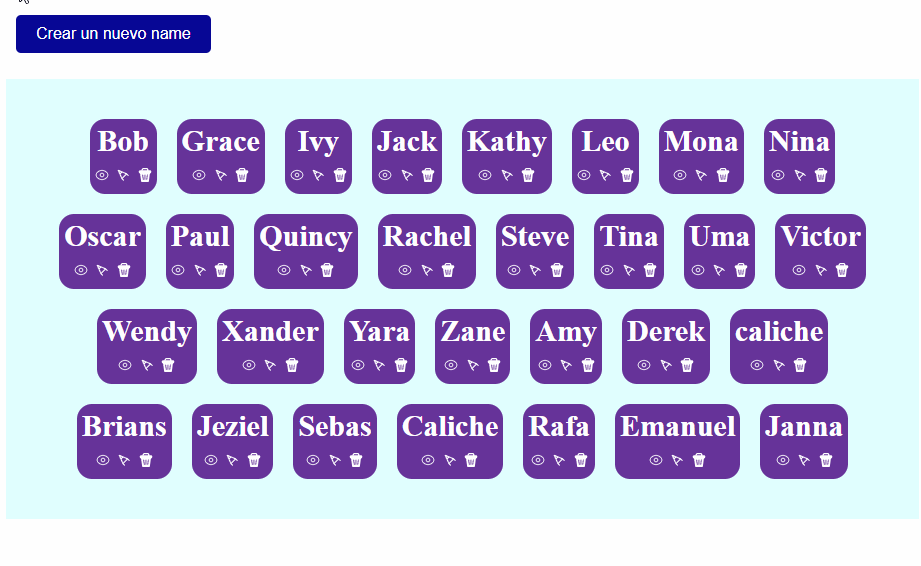 Crear un nuevo name
Bob Grace Ivy Jack Kathy Leo Mona Nina
Oscar Paul Quincy Rachel Steve Tina Uma Victor
Wendy Xander Yara Zane Amy Derek caliche
Brians Jeziel Sebas Caliche Rafa Emanuel Janna